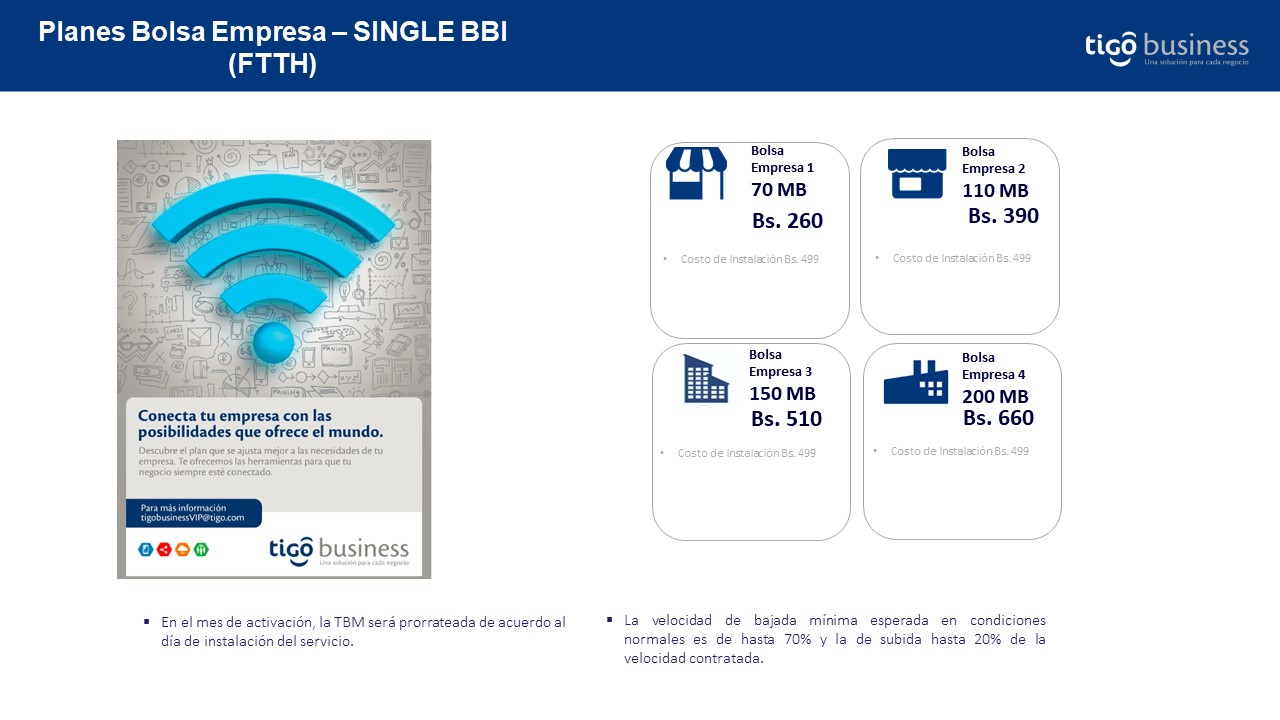 Planes Bolsa Empresa – SINGLE BBI
(FTTH)
tigo business
Una solución para cada negocio
Bolsa
Empresa 1
70 MB
Bs. 260
• Costo de Instalación Bs. 499
Bolsa
Empresa 2
110 MB
Bs. 390
• Costo de Instalación Bs. 499
Bolsa
Empresa 3
150 MB
Bs. 510
• Costo de Instalación Bs. 499
Bolsa
Empresa 4
200 MB
Bs. 660
• Costo de Instalación Bs. 499
BUSINESS
PLANING
PLANING
Conecta tu empresa con las
posibilidades que ofrece el mundo.
Descubre el plan que se ajusta mejor a las necesidades de tu
empresa. Te ofrecemos las herramientas para que tu
negocio siempre esté conectado.
Para más información
tigobusinessVIP@tigo.com
tigo business
Una solución para cada negocio
▪ En el mes de activación, la TBM será prorrateada de acuerdo al
día de instalación del servicio.
▪ La velocidad de bajada mínima esperada en condiciones
normales es de hasta 70% y la de subida hasta 20% de la
velocidad contratada.